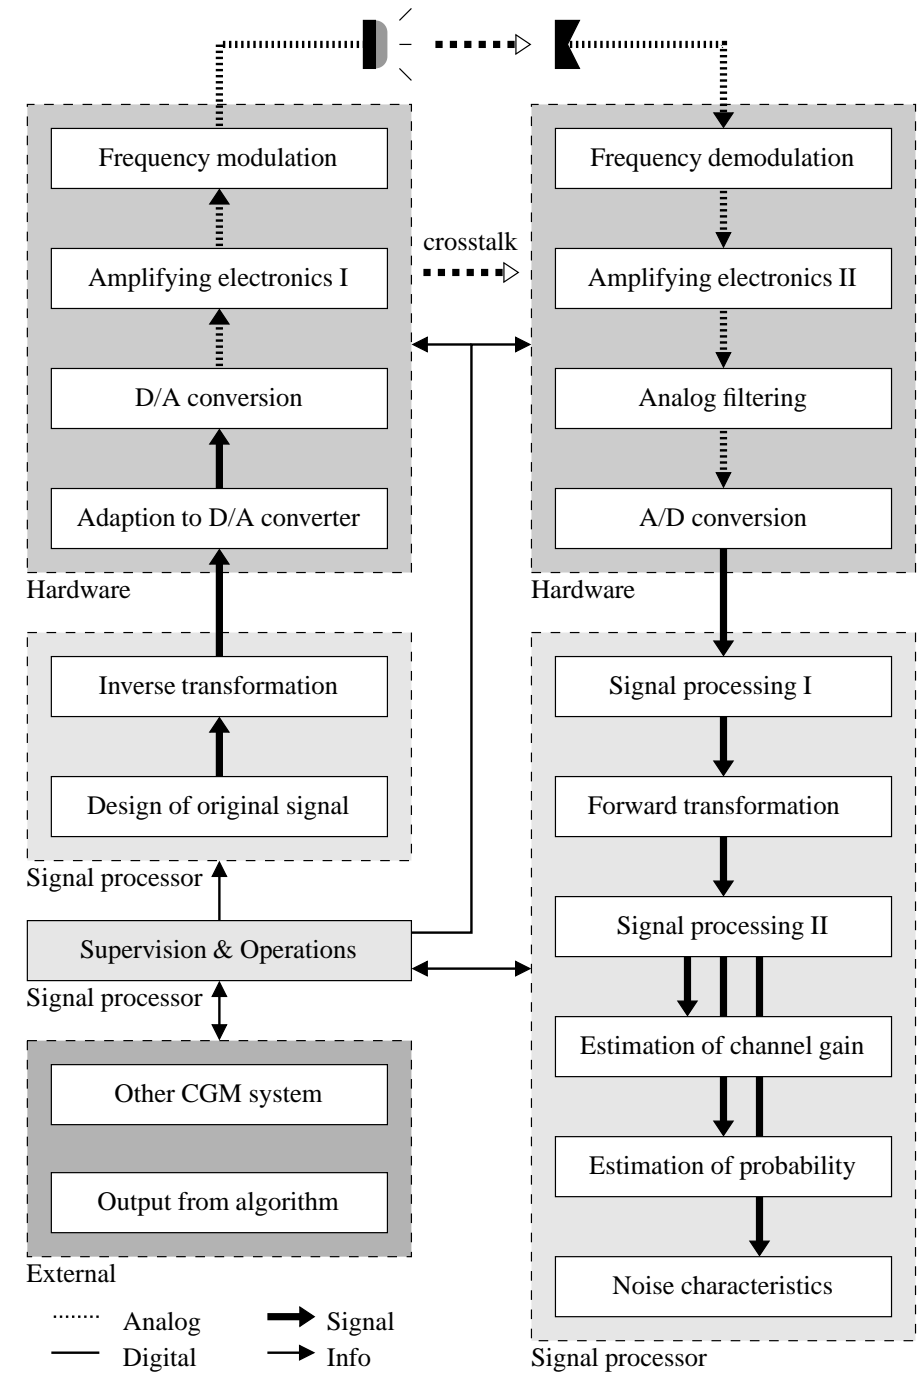 Frequency modulation
Frequency demodulation
crosstalk
Amplifying electronics I
Amplifying electronics II
D/A conversion
Analog filtering
Adaption to D/A converter
A/D conversion
Hardware
Hardware
Inverse transformation
Signal processing I
Design of original signal
Forward transformation
Signal processor
Signal processing II
Supervision & Operations
Signal processor
Estimation of channel gain
Other CGM system
Estimation of probability
Output from algorithm
External
Noise characteristics
Analog
Signal
Digital
Info
Signal processor